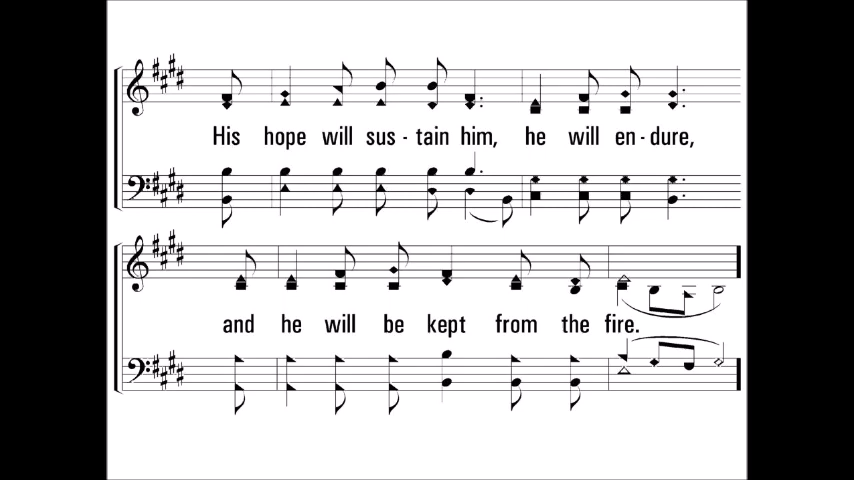 His hope will sus - tain him, he will en - dure,
and he will be kept from the fire.